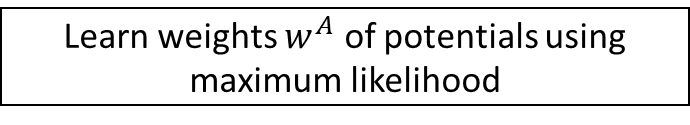 Learn weights w^A of potentials using
maximum likelihood